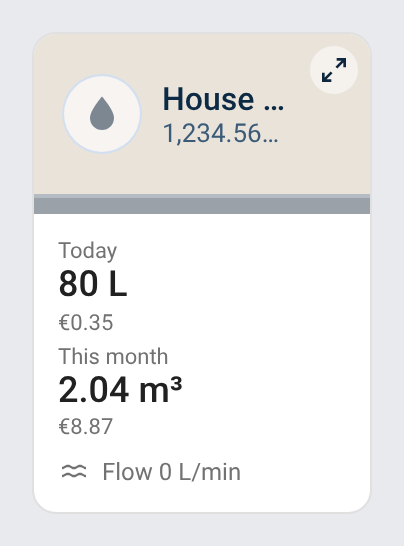 House ...
1,234.56...
Today
80 L
€0.35
This month
2.04 m³
€8.87
Flow 0 L/min